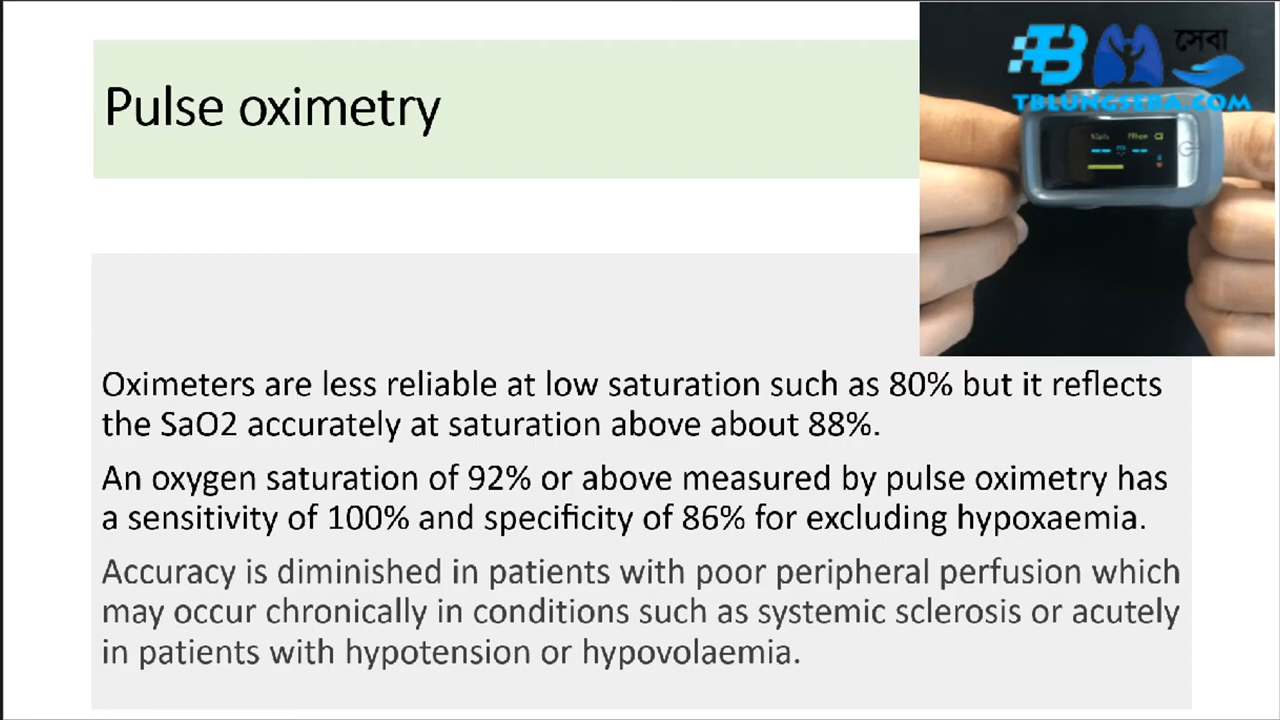 Pulse oximetry
TB
সেবা
TBLUNGSEBA.COM
Oximeters are less reliable at low saturation such as 80% but it reflects
the SaO2 accurately at saturation above about 88%.
An oxygen saturation of 92% or above measured by pulse oximetry has
a sensitivity of 100% and specificity of 86% for excluding hypoxaemia.
Accuracy is diminished in patients with poor peripheral perfusion which
may occur chronically in conditions such as systemic sclerosis or acutely
in patients with hypotension or hypovolaemia.